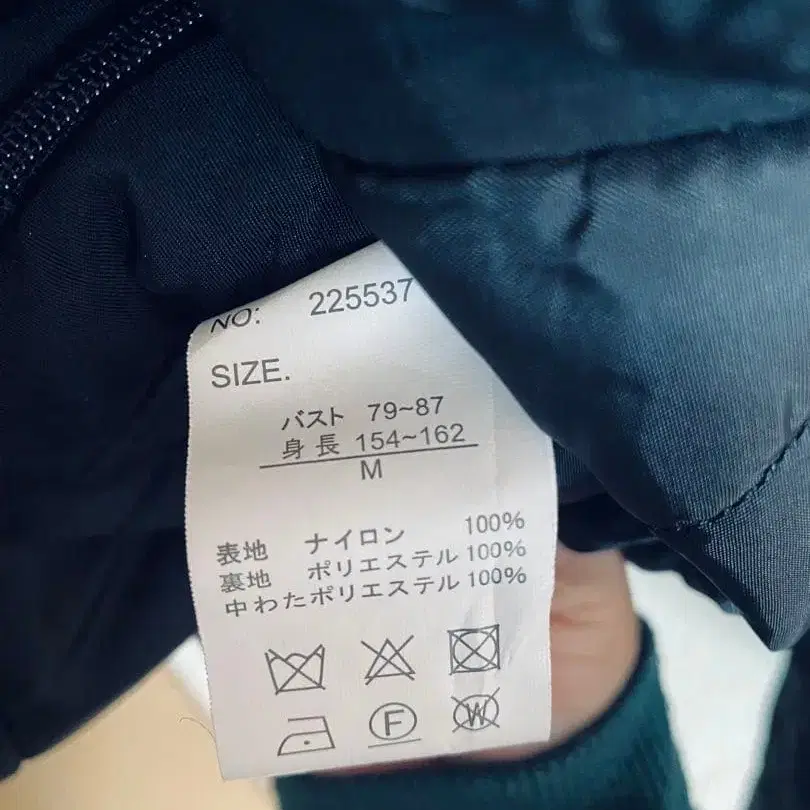 NO: 225537
SIZE.
バスト 79~87
身長 154~162
M
表地 ナイロン 100%
裏地 ポリエステル 100%
中わたポリエステル 100%
F
W